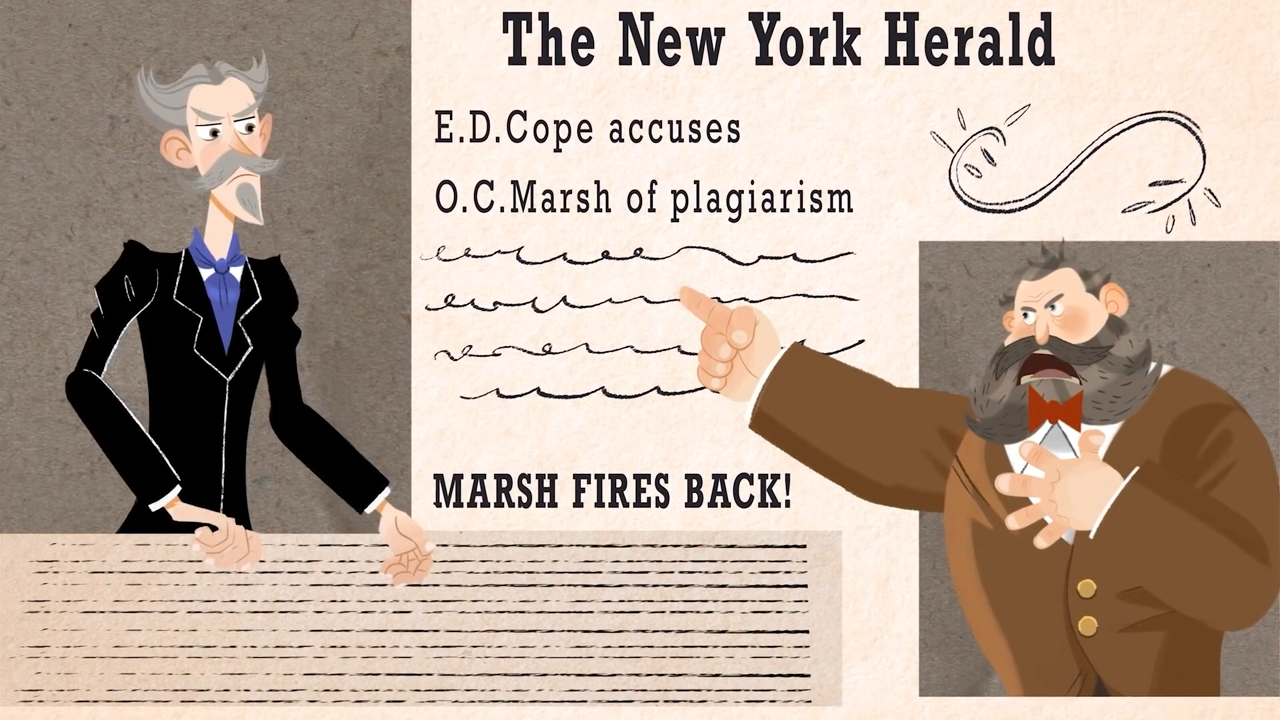 The New York Herald
E.D.Cope accuses
O.C.Marsh of plagiarism
MARSH FIRES BACK!